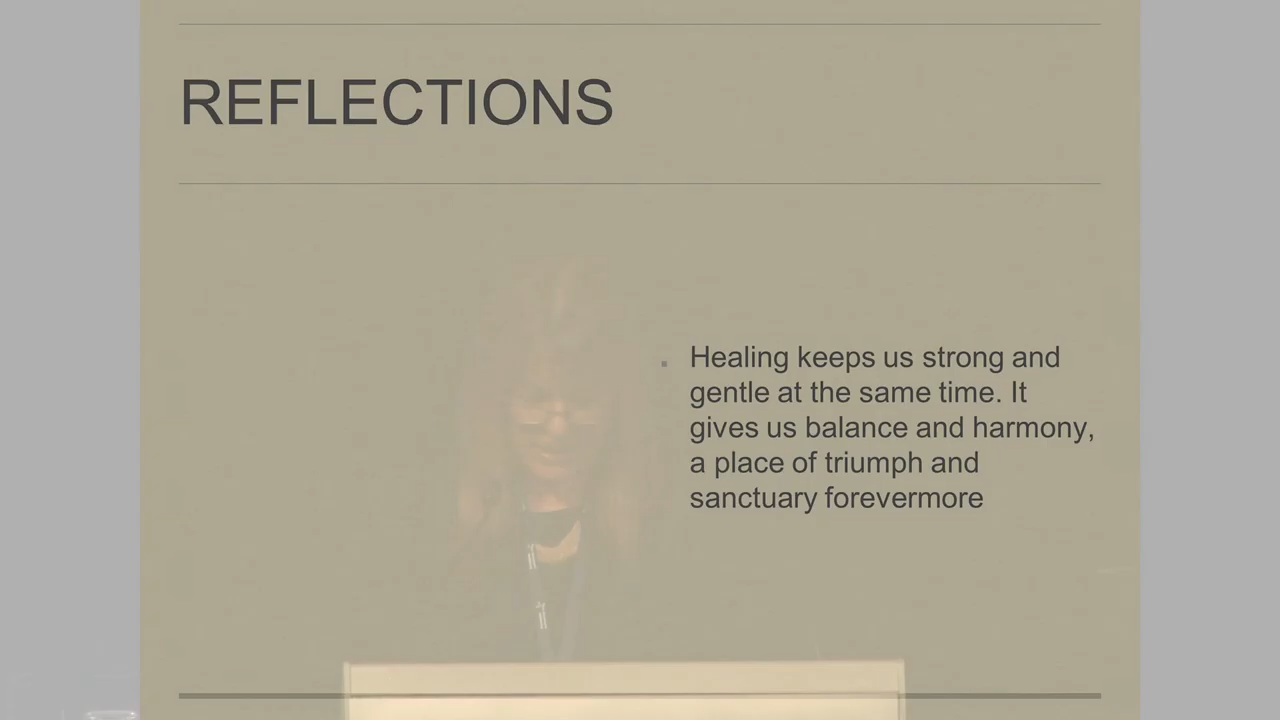 REFLECTIONS
Healing keeps us strong and
gentle at the same time. It
gives us balance and harmony,
a place of triumph and
sanctuary forevermore